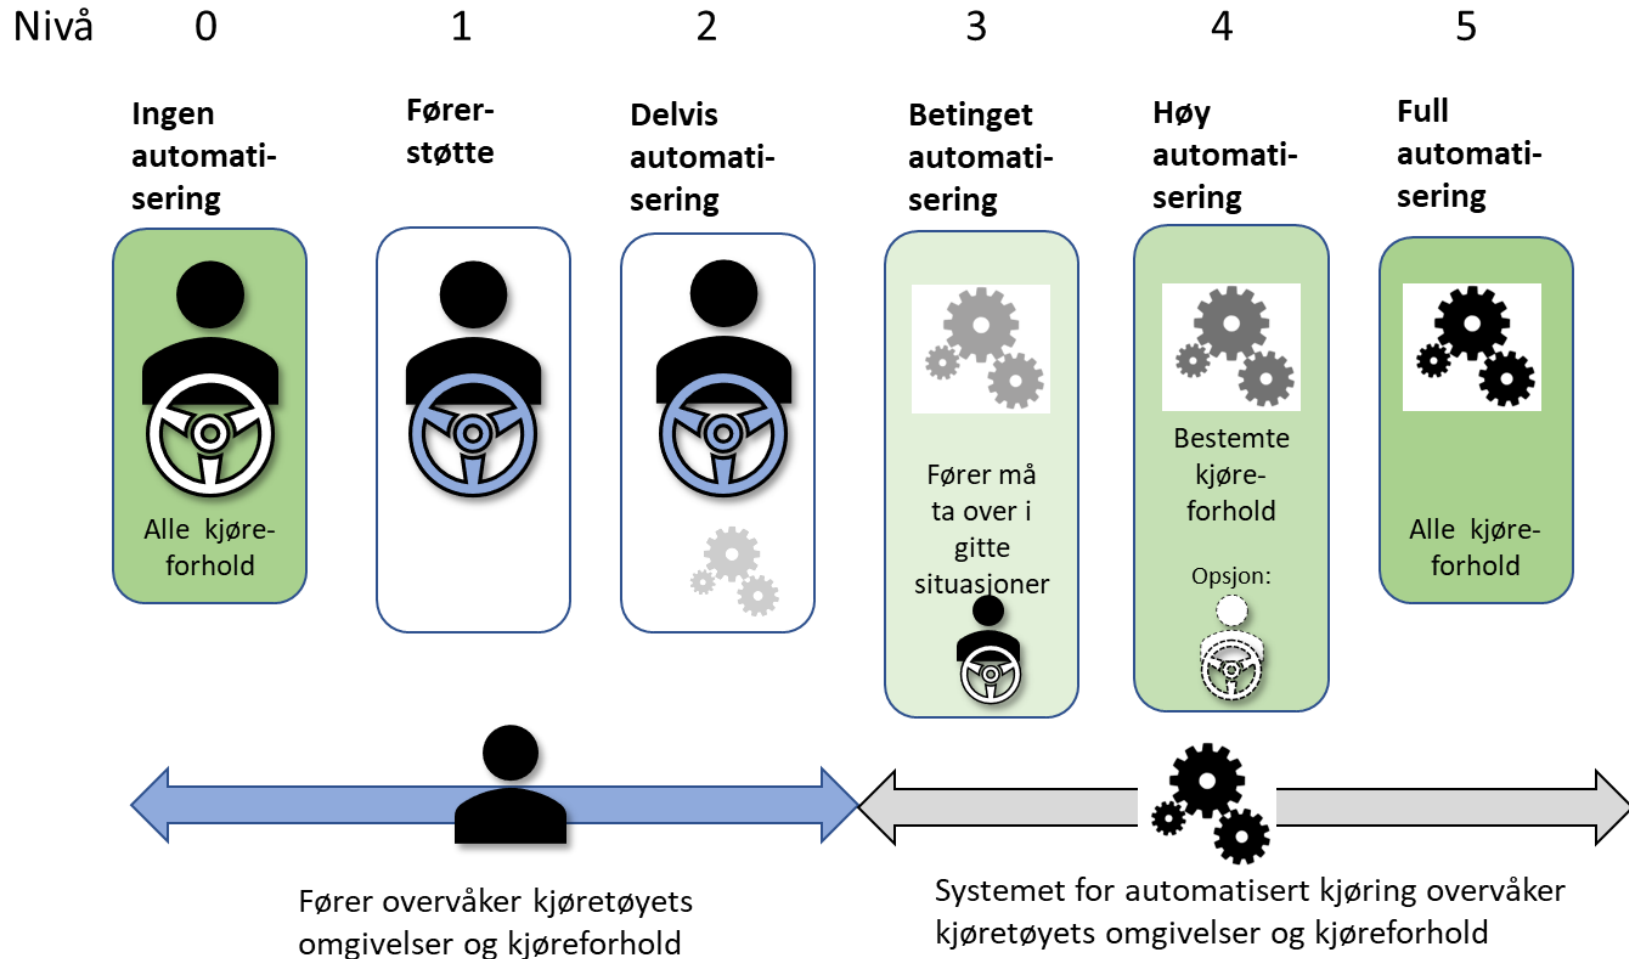 Nivå 0 1 2 3 4 5
Ingen
automati-
sering
Fører-
støtte
Delvis
automati-
sering
Betinget
automati-
sering
Høy
automati-
sering
Full
automati-
sering
Alle kjøre-
forhold
Fører må
ta over i
gitte
situasjoner
Bestemte
kjøre-
forhold
Opsjon:
Alle kjøre-
forhold
Fører overvåker kjøretøyets
omgivelser og kjøreforhold
Systemet for automatisert kjøring overvåker
kjøretøyets omgivelser og kjøreforhold